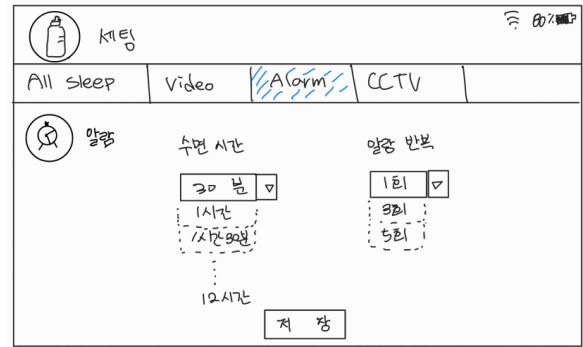 80%
세팅
All Sleep Video Alarm CCTV
알람
수면 시간 알람 반복
30 분 1회
1시간 3회
1시간 30분 5회
12시간
저 장